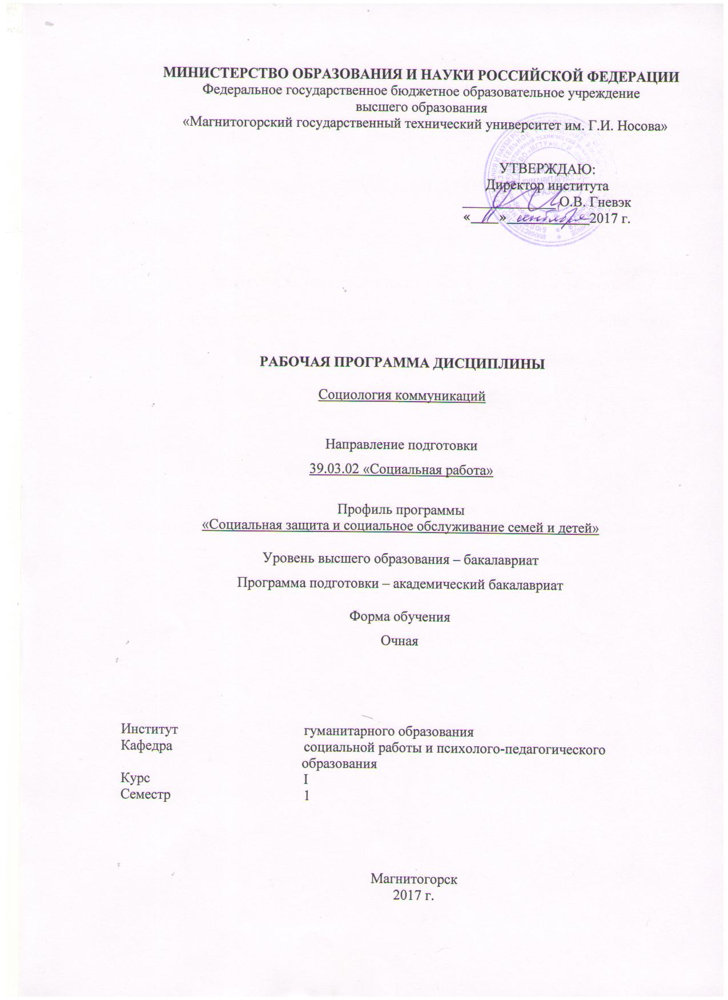 МИНИСТЕРСТВО ОБРАЗОВАНИЯ И НАУКИ РОССИЙСКОЙ ФЕДЕРАЦИИ
Федеральное государственное бюджетное образовательное учреждение
высшего образования
«Магнитогорский государственный технический университет им. Г.И. Носова»
УТВЕРЖДАЮ:
Директор института
О.В. Гневэк
«11» сентября 2017 г.
РАБОЧАЯ ПРОГРАММА ДИСЦИПЛИНЫ
Социология коммуникаций
Направление подготовки
39.03.02 «Социальная работа»
Профиль программы
«Социальная защита и социальное обслуживание семей и детей»
Уровень высшего образования – бакалавриат
Программа подготовки – академический бакалавриат
Форма обучения
Очная
Институт гуманитарного образования
Кафедра социальной работы и психолого-педагогического
образования
Курс I
Семестр 1
Магнитогорск
2017 г.